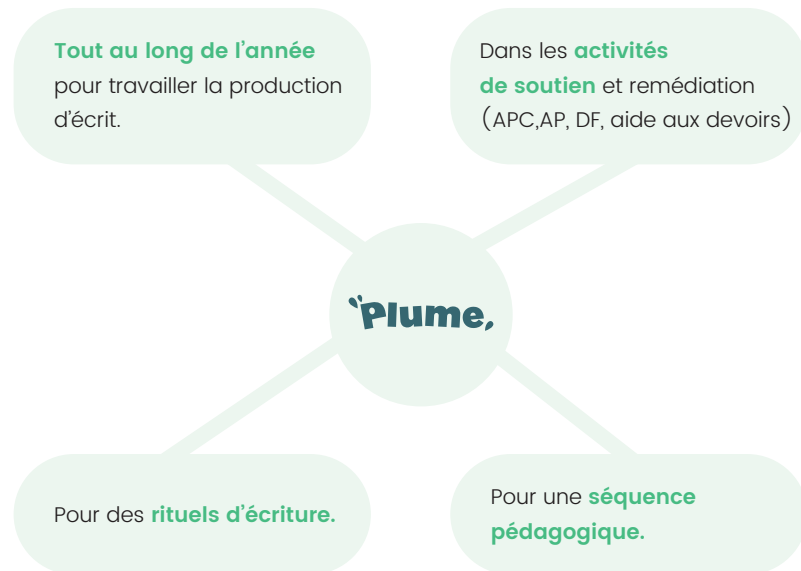 Tout au long de l’année
pour travailler la production
d’écrit.
Dans les activités
de soutien et remédiation
(APC,AP, DF, aide aux devoirs)
Plume
Pour des rituels d’écriture.
Pour une séquence
pédagogique.